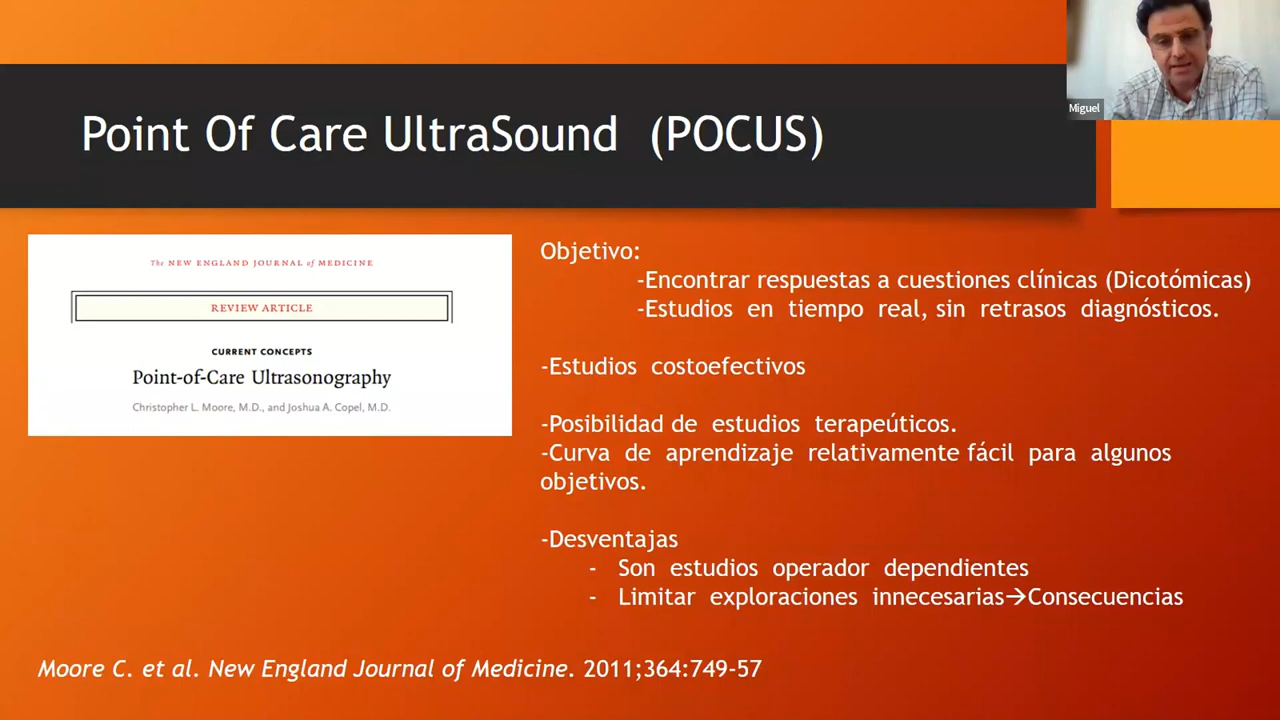 Miguel
Point Of Care UltraSound (POCUS)
The NEW ENGLAND JOURNAL of MEDICINE
REVIEW ARTICLE
CURRENT CONCEPTS
Point-of-Care Ultrasonography
Christopher L. Moore, M.D., and Joshua A. Copel, M.D.
Objetivo:
-Encontrar respuestas a cuestiones clínicas (Dicotómicas)
-Estudios en tiempo real, sin retrasos diagnósticos.
-Estudios costoefectivos
-Posibilidad de estudios terapeúticos.
-Curva de aprendizaje relativamente fácil para algunos
objetivos.
-Desventajas
- Son estudios operador dependientes
- Limitar exploraciones innecesarias→Consecuencias
Moore C. et al. New England Journal of Medicine. 2011;364:749-57